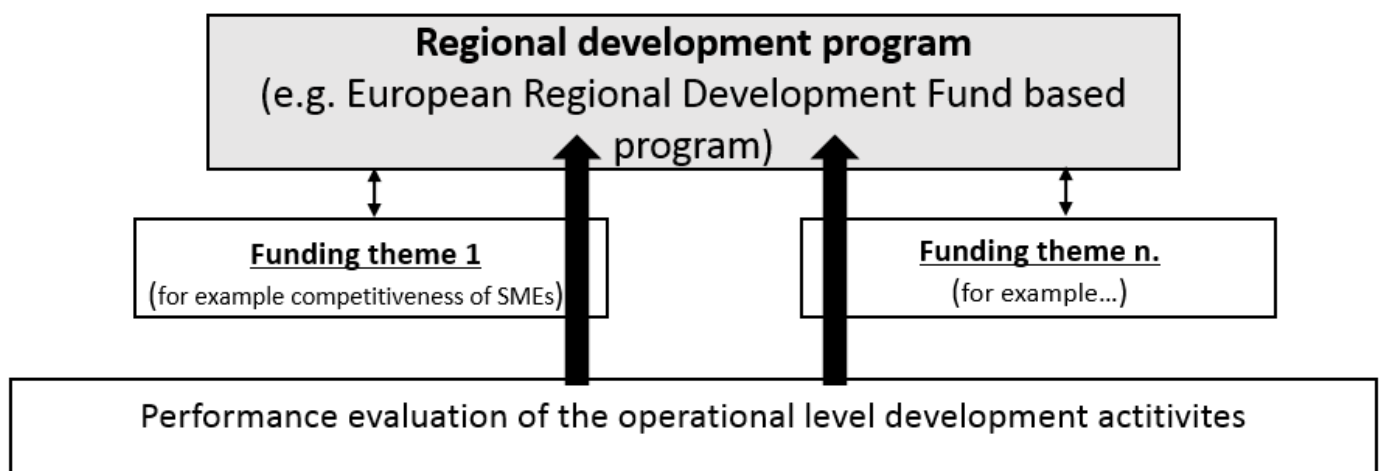 Regional development program
(e.g. European Regional Development Fund based
program)
Funding theme 1
(for example competitiveness of SMEs)
Funding theme n.
(for example…)
Performance evaluation of the operational level development actitivites